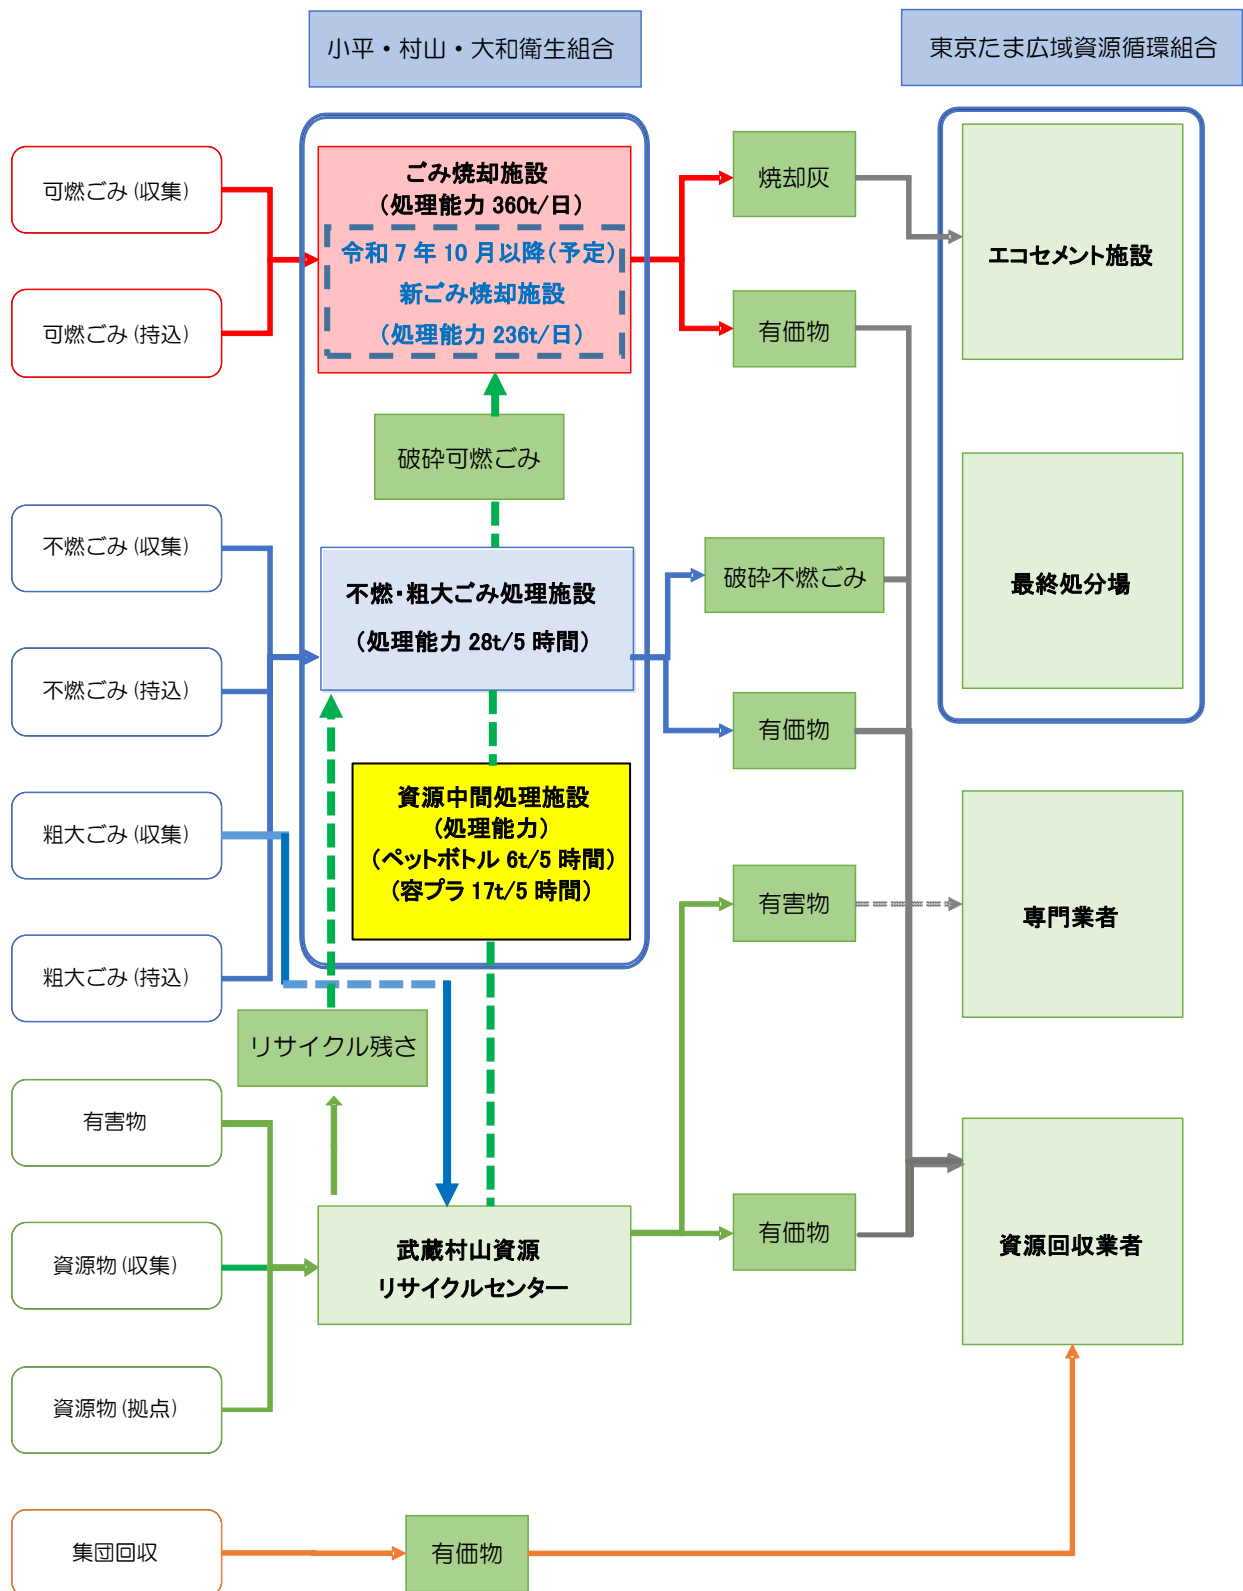 小平・村山・大和衛生組合
東京たま広域資源循環組合
可燃ごみ(収集)
可燃ごみ(持込)
ごみ焼却施設
(処理能力 360t/日)
令和 7 年 10 月以降(予定)
新ごみ焼却施設
(処理能力 236t/日)
焼却灰
有価物
エコセメント施設
破砕可燃ごみ
不燃ごみ(収集)
不燃ごみ(持込)
不燃・粗大ごみ処理施設
(処理能力 28t/5 時間)
破砕不燃ごみ
有価物
最終処分場
粗大ごみ(収集)
粗大ごみ(持込)
資源中間処理施設
(処理能力)
(ペットボトル 6t/5 時間)
(容プラ 17t/5 時間)
有害物
専門業者
リサイクル残さ
有害物
資源物(収集)
資源物(拠点)
武蔵村山資源
リサイクルセンター
有価物
資源回収業者
集団回収
有価物